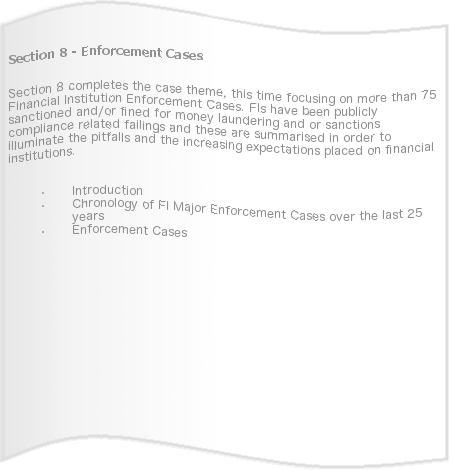 Section 8 - Enforcement Cases
Section 8 completes the case theme, this time focusing on more than 75
Financial Institution Enforcement Cases. FIs have been publicly
sanctioned and/or fined for money laundering and or sanctions
compliance related failings and these are summarised in order to
illuminate the pitfalls and the increasing expectations placed on financial
institutions.
. Introduction
. Chronology of FI Major Enforcement Cases over the last 25
years
. Enforcement Cases